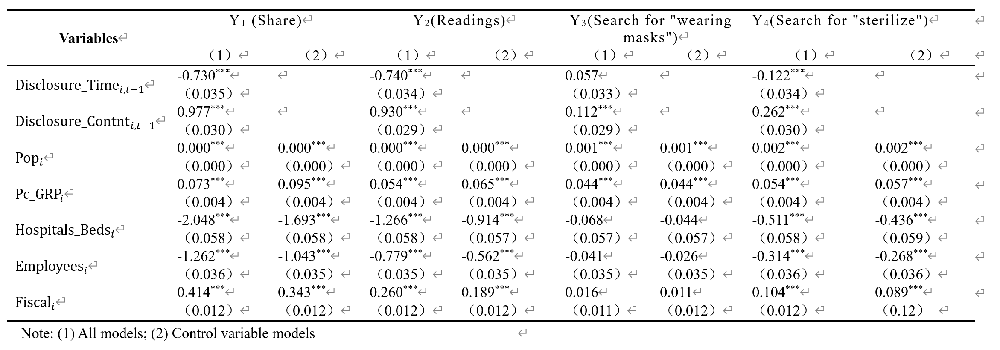 Variables Y1 (Share)↵ Y2(Readings)↵ Y3(Search for "wearing masks")↵ Y4(Search for "sterilize")↵ ↵
(1)↵ (2)↵ (1)↵ (2)↵ (1)↵ (2)↵ (1)↵ (2)↵ ↵
Disclosure_Time𝑖,𝑡−1↵ -0.730***↵ ↵ -0.740***↵ ↵ 0.057↵ ↵ -0.122***↵ ↵ ↵
(0.035)↵ (0.034)↵ (0.033)↵ (0.034)↵
Disclosure_Contnt𝑖,𝑡−1↵ 0.977***↵ ↵ 0.930***↵ ↵ 0.112***↵ ↵ 0.262***↵ ↵ ↵
(0.030)↵ (0.029)↵ (0.029)↵ (0.030)↵
Pop𝑖↵ 0.000***↵ 0.000***↵ 0.000***↵ 0.000***↵ 0.001***↵ 0.001***↵ 0.002***↵ 0.002***↵ ↵
(0.000)↵ (0.000)↵ (0.000)↵ (0.000)↵ (0.000)↵ (0.000)↵ (0.000)↵ (0.000)↵
Pc_GRP𝑖↵ 0.073***↵ 0.095***↵ 0.054***↵ 0.065***↵ 0.044***↵ 0.044***↵ 0.054***↵ 0.057***↵ ↵
(0.004)↵ (0.004)↵ (0.004)↵ (0.004)↵ (0.004)↵ (0.004)↵ (0.004)↵ (0.004)↵
Hospitals_Beds𝑖↵ -2.048***↵ -1.693***↵ -1.266***↵ -0.914***↵ -0.068↵ -0.044↵ -0.511***↵ -0.436***↵ ↵
(0.058)↵ (0.058)↵ (0.058)↵ (0.057)↵ (0.057)↵ (0.057)↵ (0.058)↵ (0.059)↵
Employees𝑖↵ -1.262***↵ -1.043***↵ -0.779***↵ -0.562***↵ -0.041↵ -0.026↵ -0.314***↵ -0.268***↵ ↵
(0.036)↵ (0.035)↵ (0.035)↵ (0.035)↵ (0.035)↵ (0.035)↵ (0.036)↵ (0.036)↵
Fiscal𝑖↵ 0.414***↵ 0.343***↵ 0.260***↵ 0.189***↵ 0.016↵ 0.011↵ 0.104***↵ 0.089***↵ ↵
(0.012)↵ (0.012)↵ (0.012)↵ (0.012)↵ (0.011)↵ (0.012)↵ (0.012)↵ (0.12)↵
Note: (1) All models; (2) Control variable models ↵